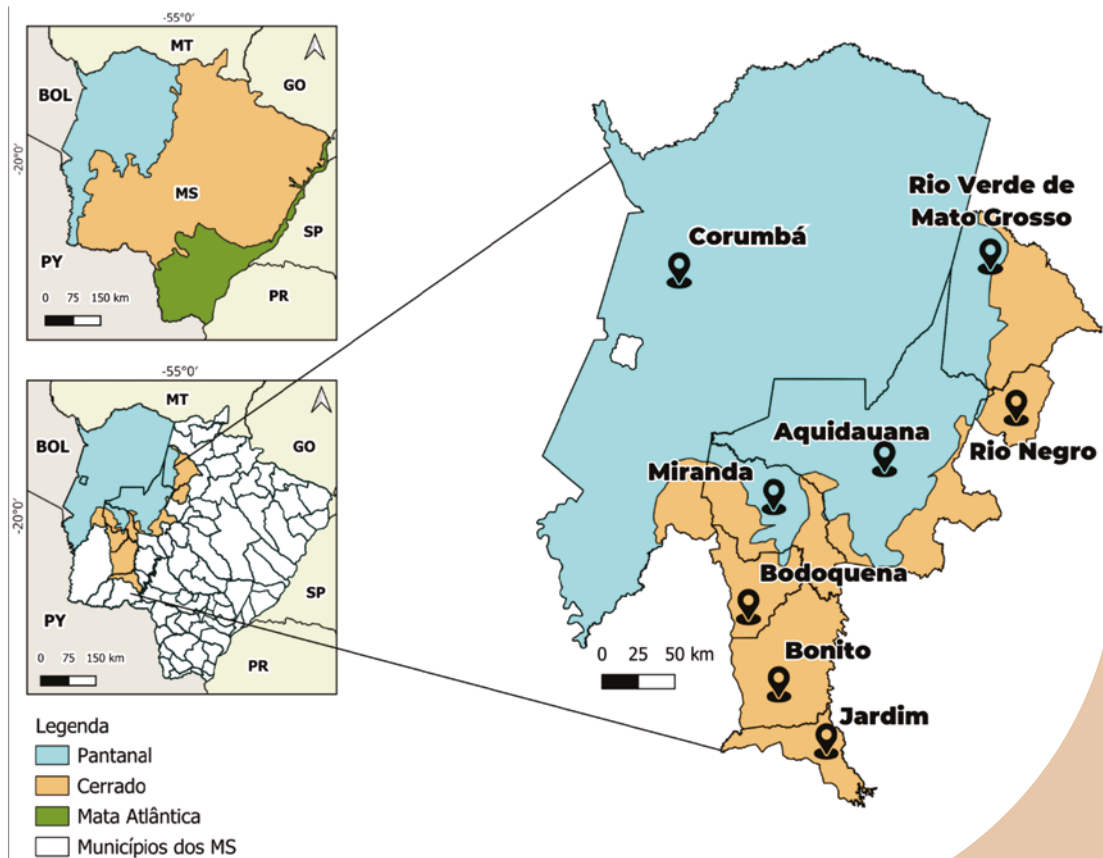 -55°0'
MT
GO
BOL
-20°0'
MS
SP
PY
PR
0 75 150 km
-55°0'
MT
GO
BOL
-20°0'
SP
PY
PR
0 75 150 km
Legenda
Pantanal
Cerrado
Mata Atlântica
Municípios dos MS
Rio Verde de
Mato Grosso
Corumbá
Aquidauana
Rio Negro
Miranda
Bodoquena
0 25 50 km
Bonito
Jardim